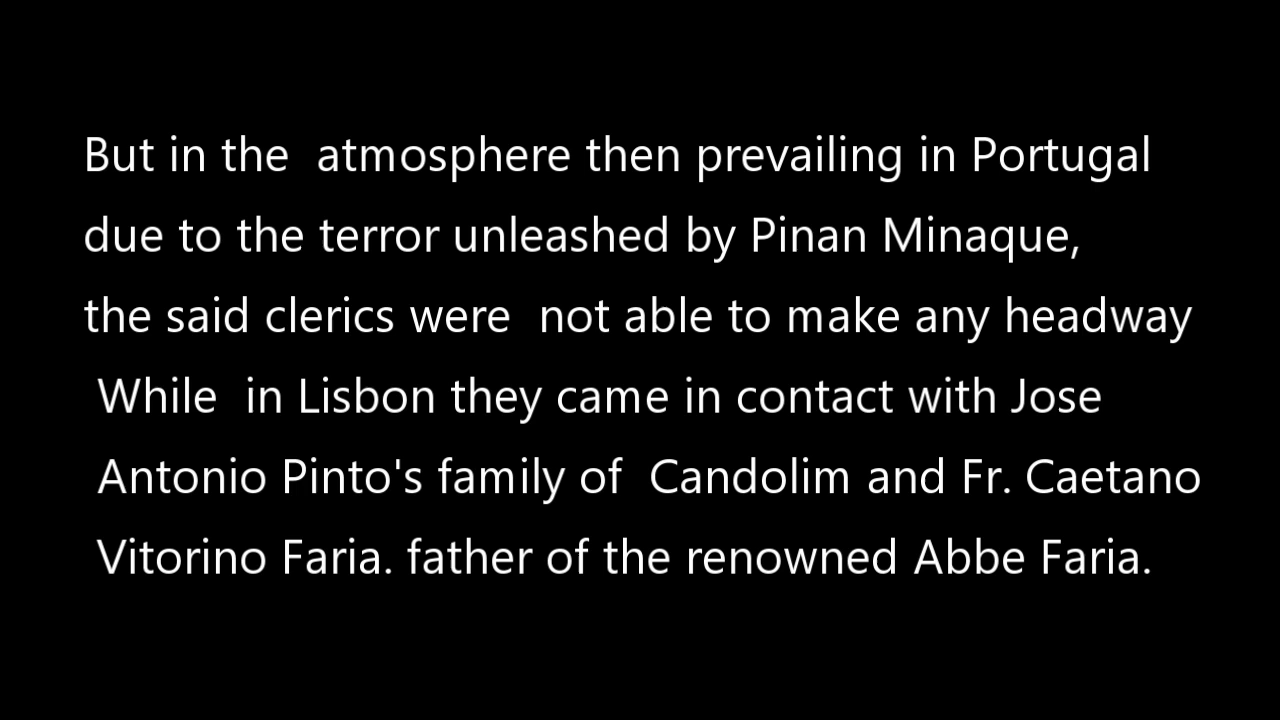 But in the  atmosphere then prevailing in Portugal
due to the terror unleashed by Pinan Minaque,
the said clerics were  not able to make any headway
While  in Lisbon they came in contact with Jose
Antonio Pinto's family of  Candolim and Fr. Caetano
Vitorino Faria. father of the renowned Abbe Faria.